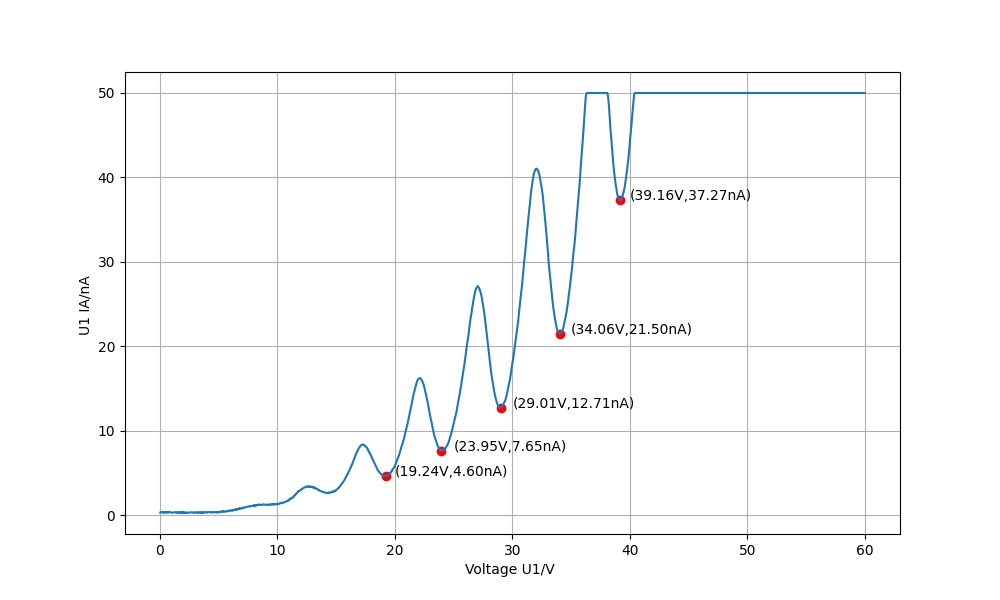 50
40
30
20
10
0
U1 IA/nA
(39.16V,37.27nA)
(34.06V,21.50nA)
(29.01V,12.71nA)
(23.95V,7.65nA)
(19.24V,4.60nA)
0 10 20 30 40 50 60
Voltage U1/V